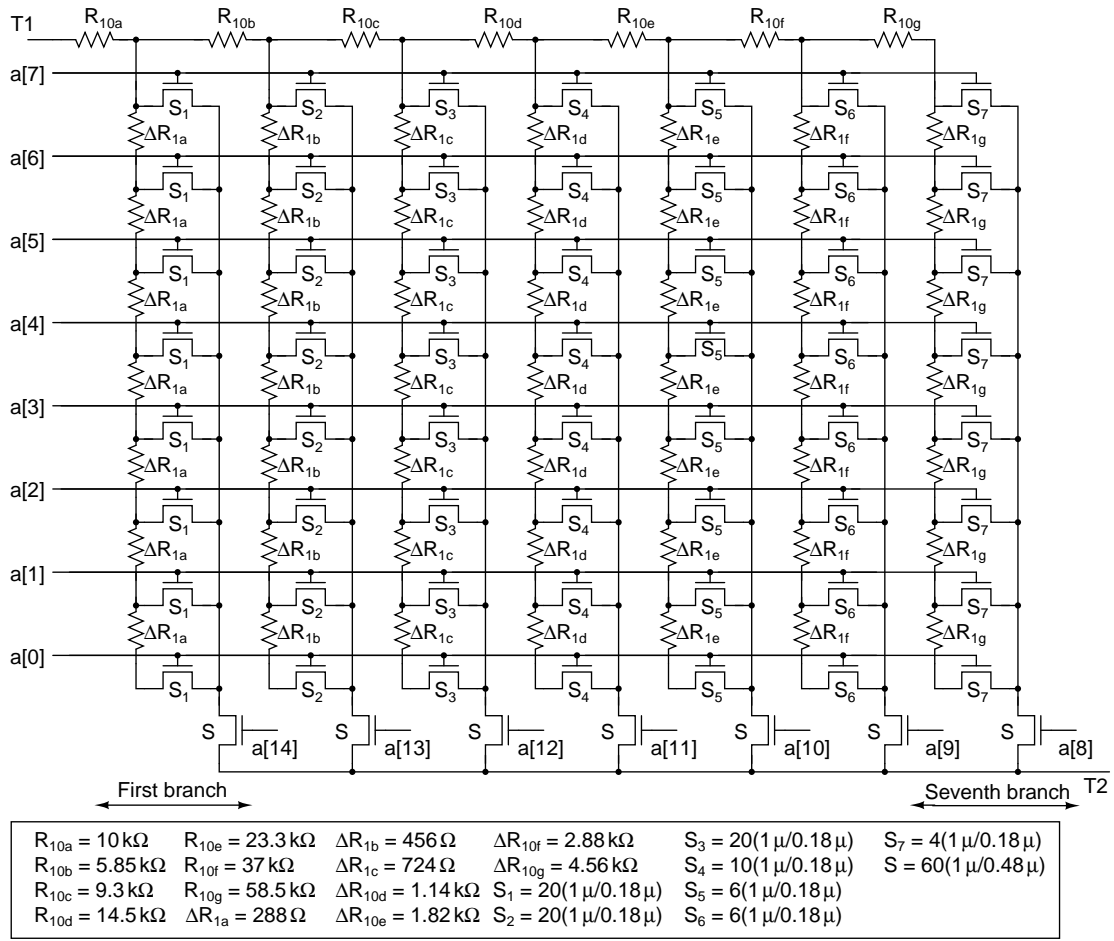 T1 R10a R10b R10c R10d R10e R10f R10g
a[7]
S1 S2 S3 S4 S5 S6 S7
ΔR1a ΔR1b ΔR1c ΔR1d ΔR1e ΔR1f ΔR1g
a[6]
S1 S2 S3 S4 S5 S6 S7
ΔR1a ΔR1b ΔR1c ΔR1d ΔR1e ΔR1f ΔR1g
a[5]
S1 S2 S3 S4 S5 S6 S7
ΔR1a ΔR1b ΔR1c ΔR1d ΔR1e ΔR1f ΔR1g
a[4]
S1 S2 S3 S4 S5 S6 S7
ΔR1a ΔR1b ΔR1c ΔR1d ΔR1e ΔR1f ΔR1g
a[3]
S1 S2 S3 S4 S5 S6 S7
ΔR1a ΔR1b ΔR1c ΔR1d ΔR1e ΔR1f ΔR1g
a[2]
S1 S2 S3 S4 S5 S6 S7
ΔR1a ΔR1b ΔR1c ΔR1d ΔR1e ΔR1f ΔR1g
a[1]
S1 S2 S3 S4 S5 S6 S7
ΔR1a ΔR1b ΔR1c ΔR1d ΔR1e ΔR1f ΔR1g
a[0]
S1 S2 S3 S4 S5 S6 S7
S a[14] S a[13] S a[12] S a[11] S a[10] S a[9] S a[8]
T2
First branch Seventh branch
R10a = 10 kΩ R10e = 23.3 kΩ ΔR1b = 456 Ω ΔR10f = 2.88 kΩ S3 = 20(1 μ/0.18 μ) S7 = 4(1 μ/0.18 μ)
R10b = 5.85 kΩ R10f = 37 kΩ ΔR1c = 724 Ω ΔR10g = 4.56 kΩ S4 = 10(1 μ/0.18 μ) S = 60(1 μ/0.48 μ)
R10c = 9.3 kΩ R10g = 58.5 kΩ ΔR10d = 1.14 kΩ S1 = 20(1 μ/0.18 μ) S5 = 6(1 μ/0.18 μ)
R10d = 14.5 kΩ ΔR1a = 288 Ω ΔR10e = 1.82 kΩ S2 = 20(1 μ/0.18 μ) S6 = 6(1 μ/0.18 μ)